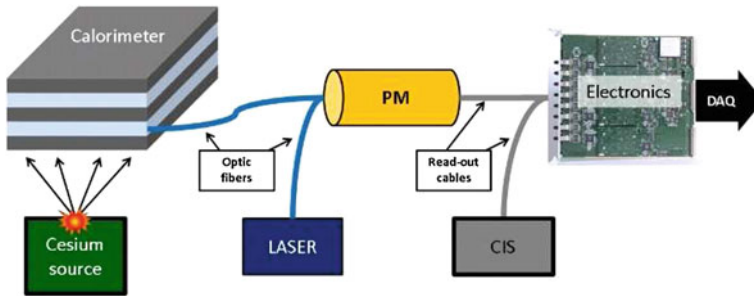 Calorimeter
PM
Electronics
DAQ
Optic
fibers
Read-out
cables
Cesium
source
LASER
CIS